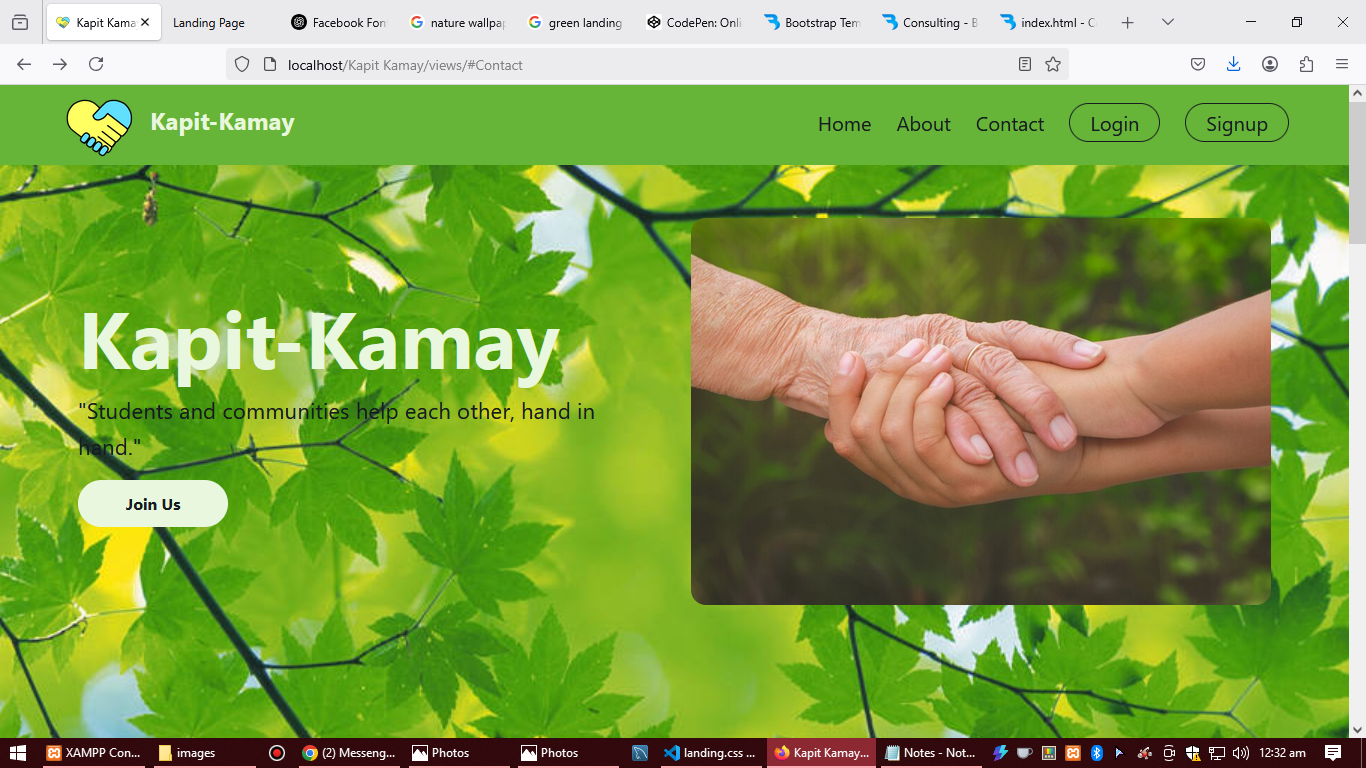 Kapit Kama
Landing Page
Facebook Fon
nature wallpa
green landing
CodePen: Onli
Bootstrap Tem
Consulting - B
index.html - C
localhost/Kapit Kamay/views/#Contact
Kapit-Kamay
Home
About
Contact
Login
Signup
Kapit-Kamay
"Students and communities help each other, hand in
hand."
Join Us
XAMPP Con...
images
(2) Messeng...
Photos
Photos
landing.css ...
Kapit Kamay...
Notes - Not...
12:32 am